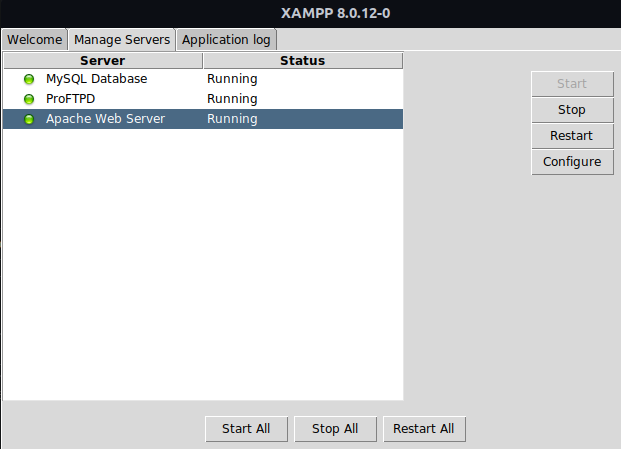 XAMPP 8.0.12-0
Welcome Manage Servers Application log
Server Status
MySQL Database Running
ProFTPD Running
Apache Web Server Running
Start
Stop
Restart
Configure
Start All Stop All Restart All